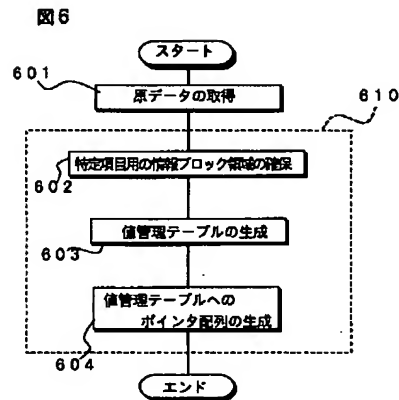 図6
スタート
601
原データの取得
610
特定項目用の情報ブロック領域の確保
602
値管理テーブルの生成
603
値管理テーブルへの
ポインタ配列の生成
604
エンド